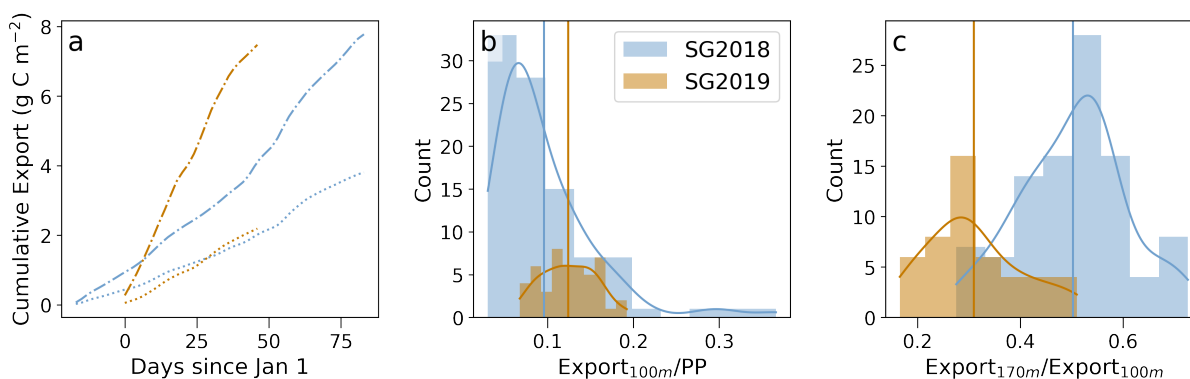 a
Cumulative Export (g C m⁻²)
8
6
4
2
0
0 25 50 75
Days since Jan 1
b
SG2018
SG2019
Count
30
25
20
15
10
5
0
0.1 0.2 0.3
Export₁₀₀ₘ/PP
c
Count
25
20
15
10
5
0
0.2 0.4 0.6
Export₁₇₀ₘ/Export₁₀₀ₘ